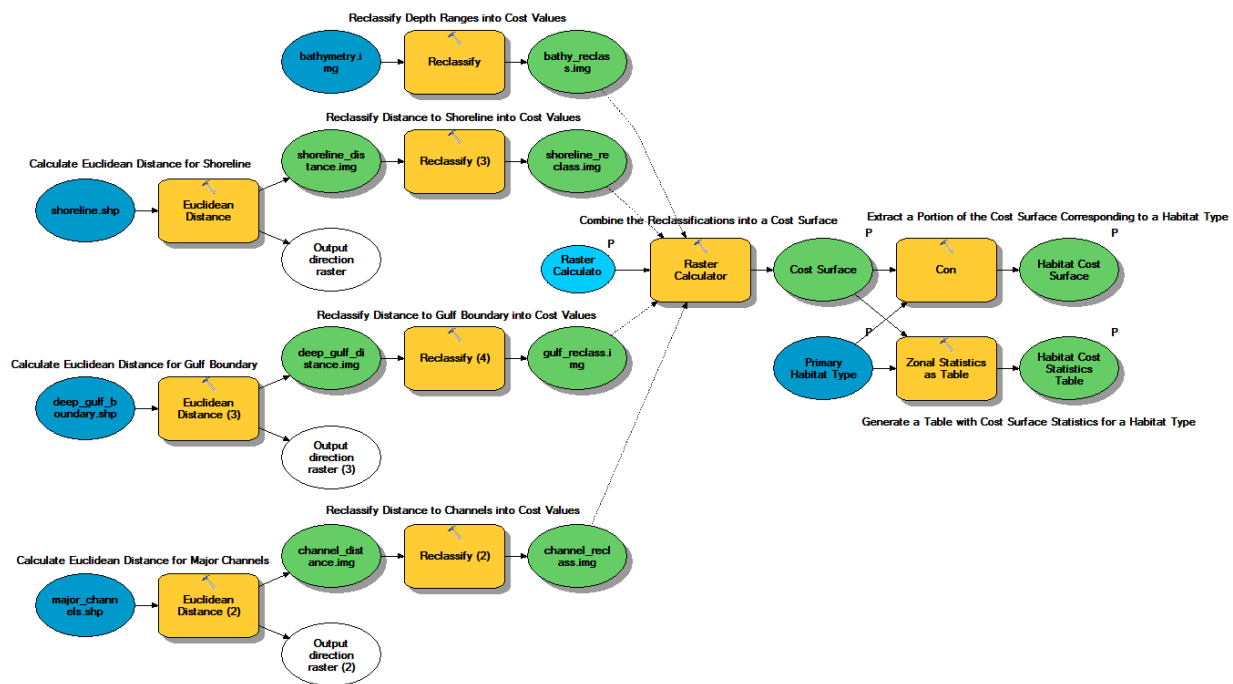 Reclassify Depth Ranges into Cost Values
bathymetry.i
mg
Reclassify
bathy_reclas
s.img
Reclassify Distance to Shoreline into Cost Values
Calculate Euclidean Distance for Shoreline
shoreline_dis
tance.img
Reclassify (3)
shoreline_re
class.img
shoreline.shp
Euclidean
Distance
Output
direction
raster
Combine the Reclassifications into a Cost Surface
Extract a Portion of the Cost Surface Corresponding to a Habitat Type
P
Raster
Calculato
Raster
Calculator
P
Cost Surface
Con
P
Habitat Cost
Surface
Reclassify Distance to Gulf Boundary into Cost Values
Calculate Euclidean Distance for Gulf Boundary
deep_gulf_di
stance.img
Reclassify (4)
gulf_reclass.i
mg
P
Primary
Habitat Type
Zonal Statistics
as Table
P
Habitat Cost
Statistics
Table
deep_gulf_b
oundary.shp
Euclidean
Distance (3)
Generate a Table with Cost Surface Statistics for a Habitat Type
Output
direction
raster (3)
Reclassify Distance to Channels into Cost Values
Calculate Euclidean Distance for Major Channels
channel_dist
ance.img
Reclassify (2)
channel_recl
ass.img
major_chann
els.shp
Euclidean
Distance (2)
Output
direction
raster (2)